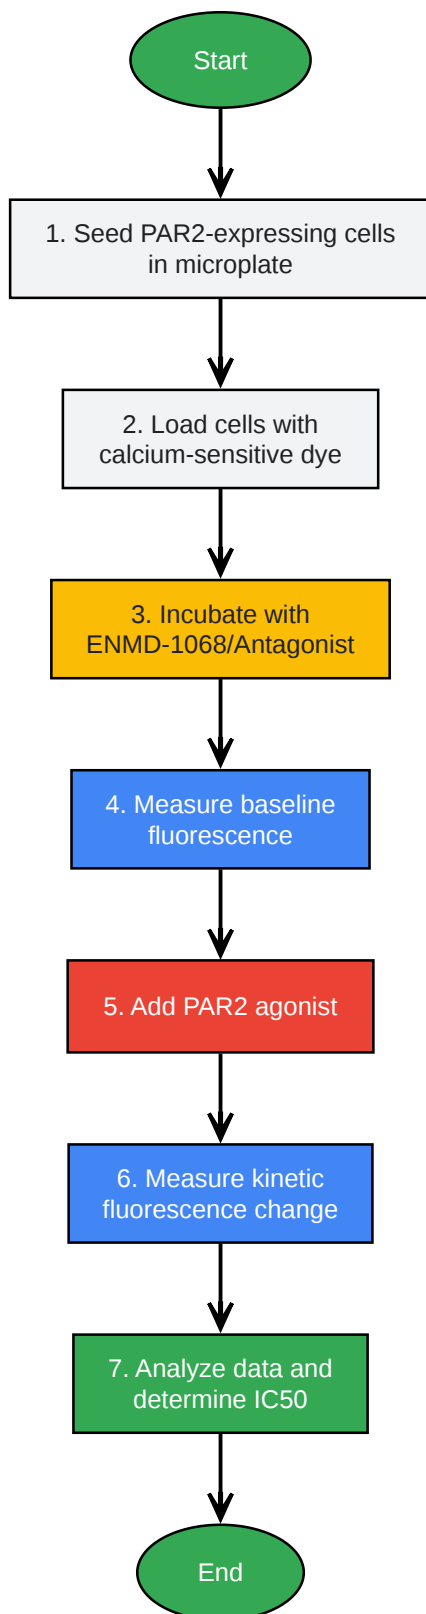 Start
1. Seed PAR2-expressing cells
in microplate
2. Load cells with
calcium-sensitive dye
3. Incubate with
ENMD-1068/Antagonist
4. Measure baseline
fluorescence
5. Add PAR2 agonist
6. Measure kinetic
fluorescence change
7. Analyze data and
determine IC50
End